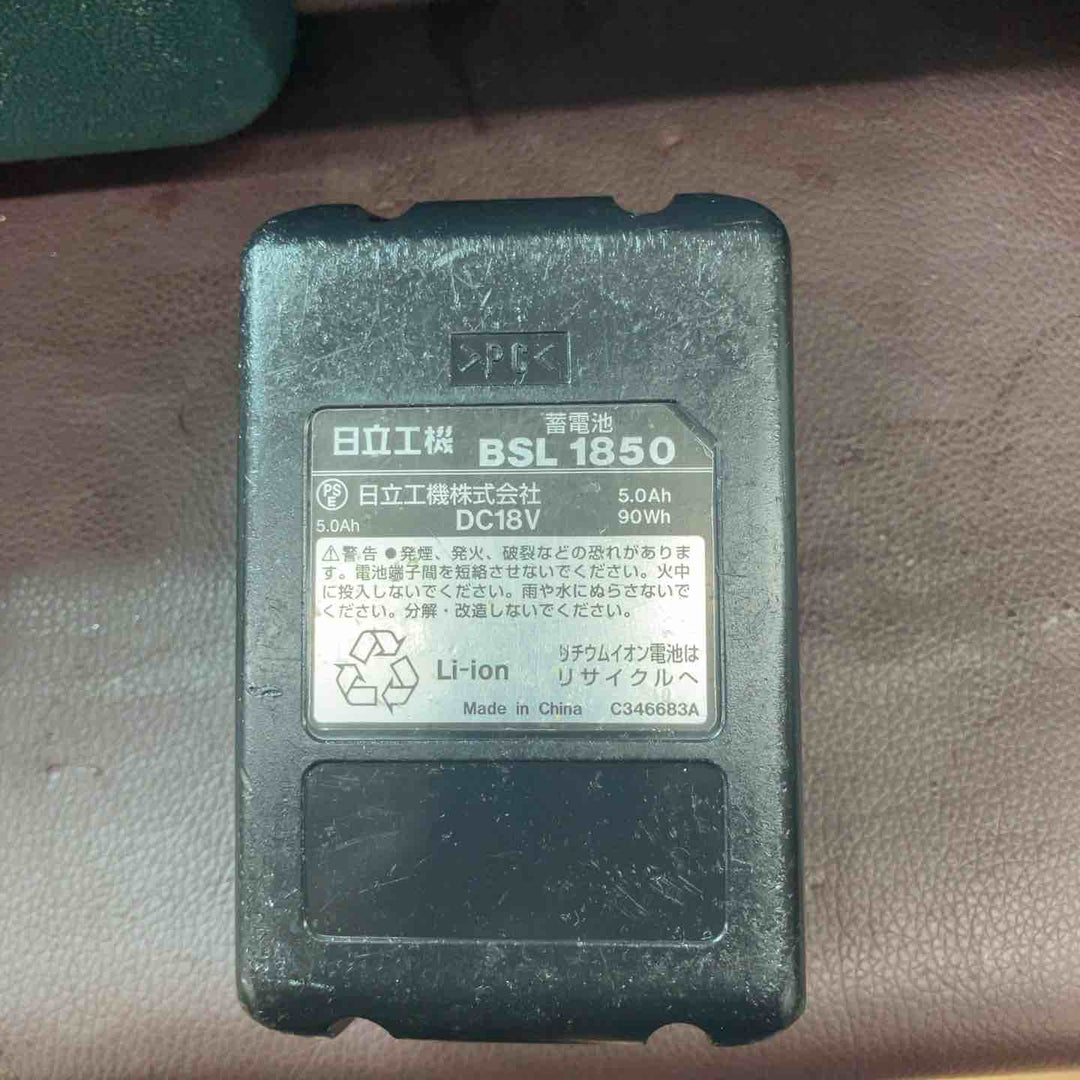 >PC<
日立工機 蓄電池
BSL 1850
PSE 日立工機株式会社 5.0Ah
5.0Ah DC18V 90Wh
⚠警告 ●発煙、発火、破裂などの恐れがありま
す。電池端子間を短絡させないでください。火中
に投入しないでください。雨や水にぬらさないで
ください。分解・改造しないでください。
Li-ion リチウムイオン電池は
リサイクルへ
Made in China C346683A